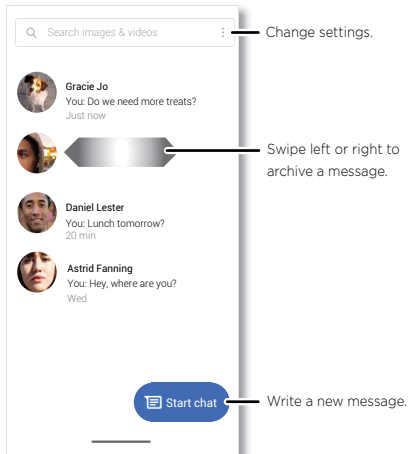 Search images & videos
Change settings.
Gracie Jo
You: Do we need more treats?
Just now
Swipe left or right to
archive a message.
Daniel Lester
You: Lunch tomorrow?
20 min
Astrid Fanning
You: Hey, where are you?
Wed
Start chat
Write a new message.